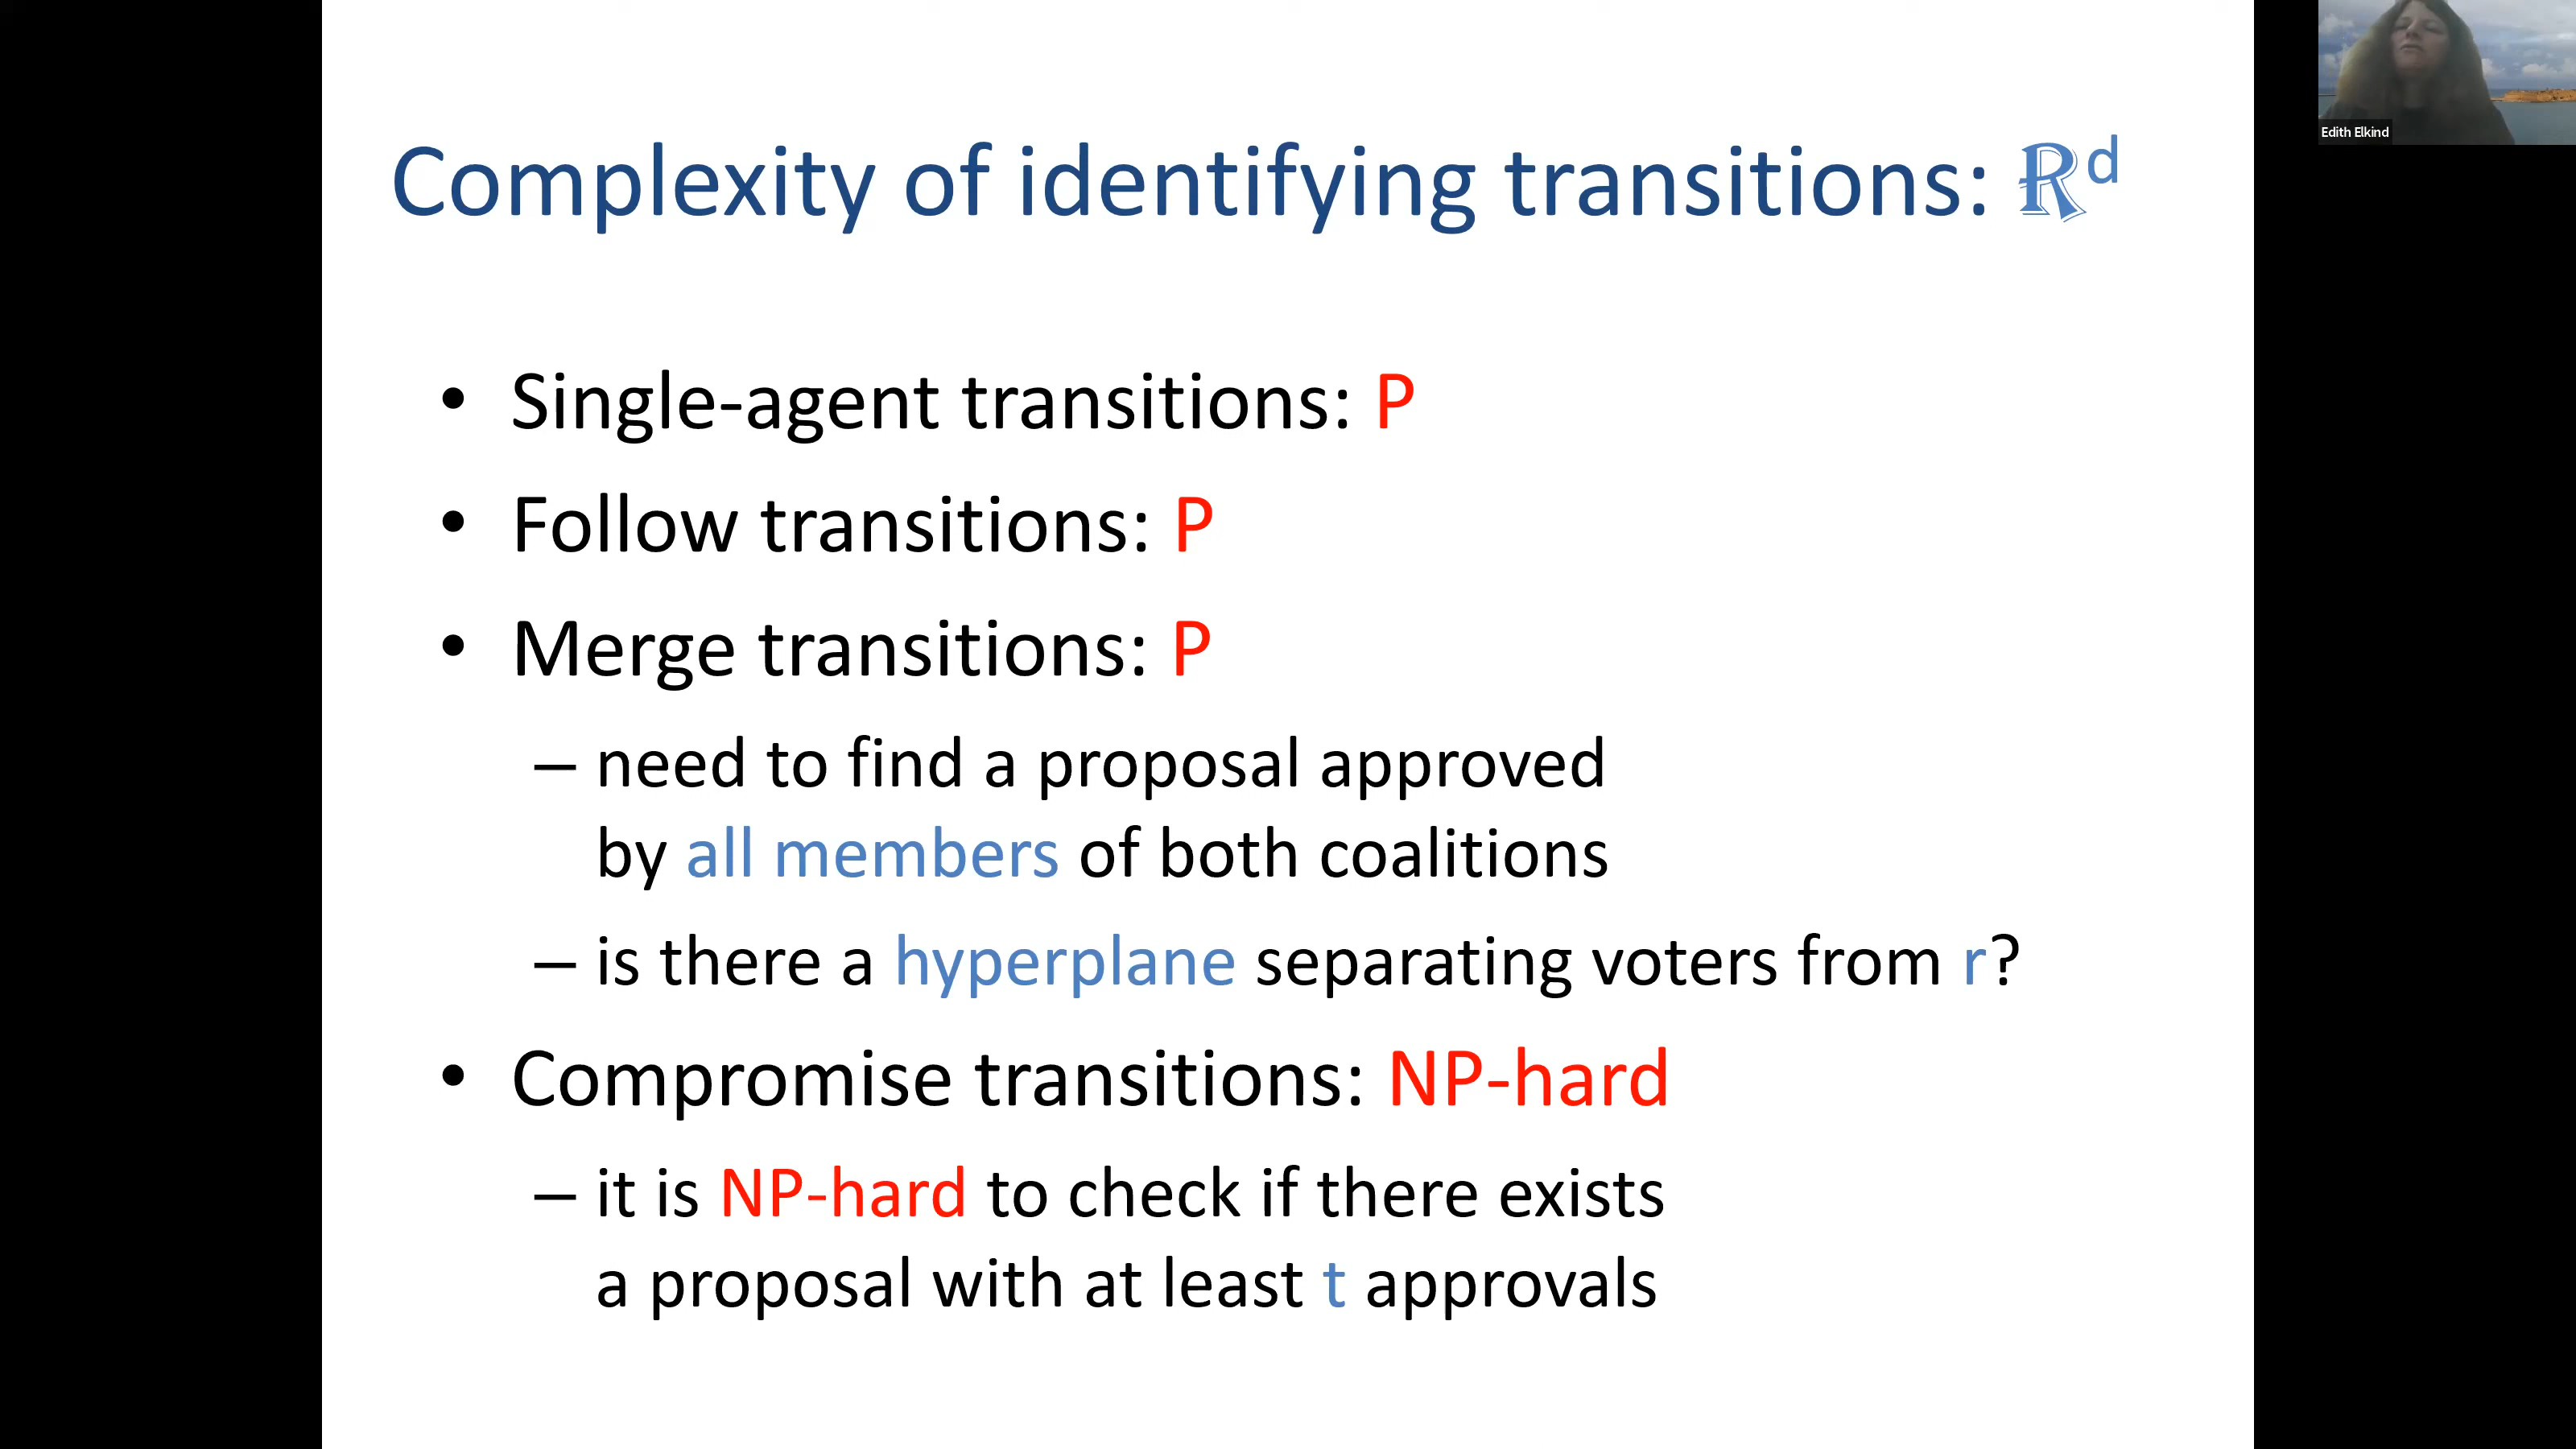 Complexity of identifying transitions: ℝᵈ
Edith Elkind
• Single-agent transitions: P
• Follow transitions: P
• Merge transitions: P
– need to find a proposal approved
by all members of both coalitions
– is there a hyperplane separating voters from r?
• Compromise transitions: NP-hard
– it is NP-hard to check if there exists
a proposal with at least t approvals